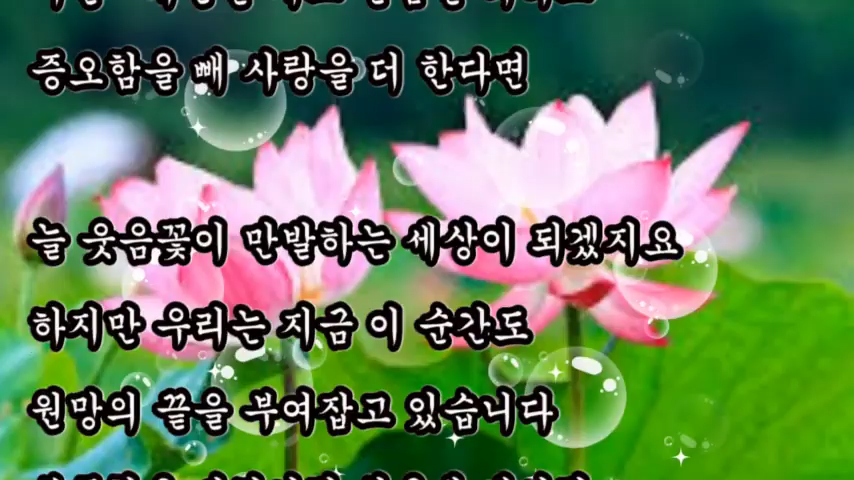 증오함을 빼 사랑을 더 한다면
늘 웃음꽃이 만발하는 세상이 되겠지요
하지만 우리는 지금 이 순간도
원망의 끝을 부여잡고 있습니다